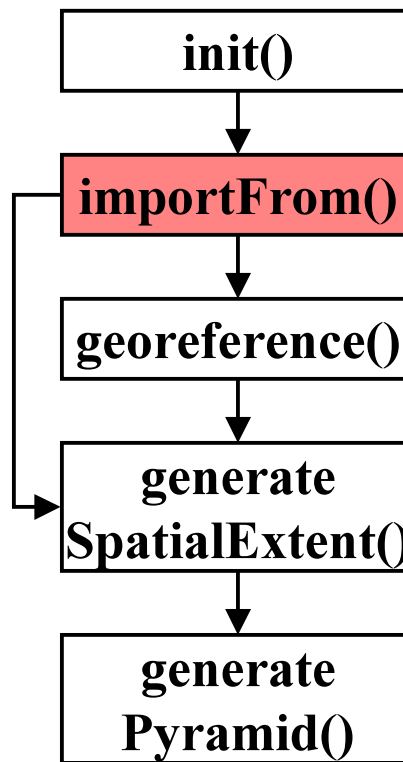 init()
importFrom()
georeference()
generate
SpatialExtent()
generate
Pyramid()